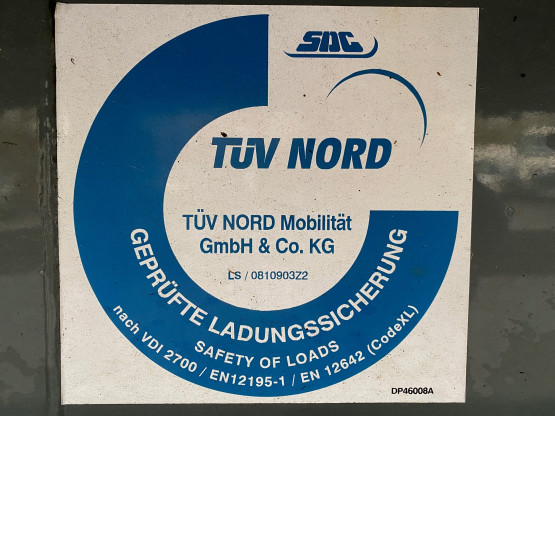 SDC
TÜV NORD
TÜV NORD Mobilität
GmbH & Co. KG
LS / 0810903Z2
GEPRÜFTE LADUNGSSICHERUNG
SAFETY OF LOADS
nach VDI 2700 / EN12195-1 / EN 12642 (CodeXL)
DP46008A